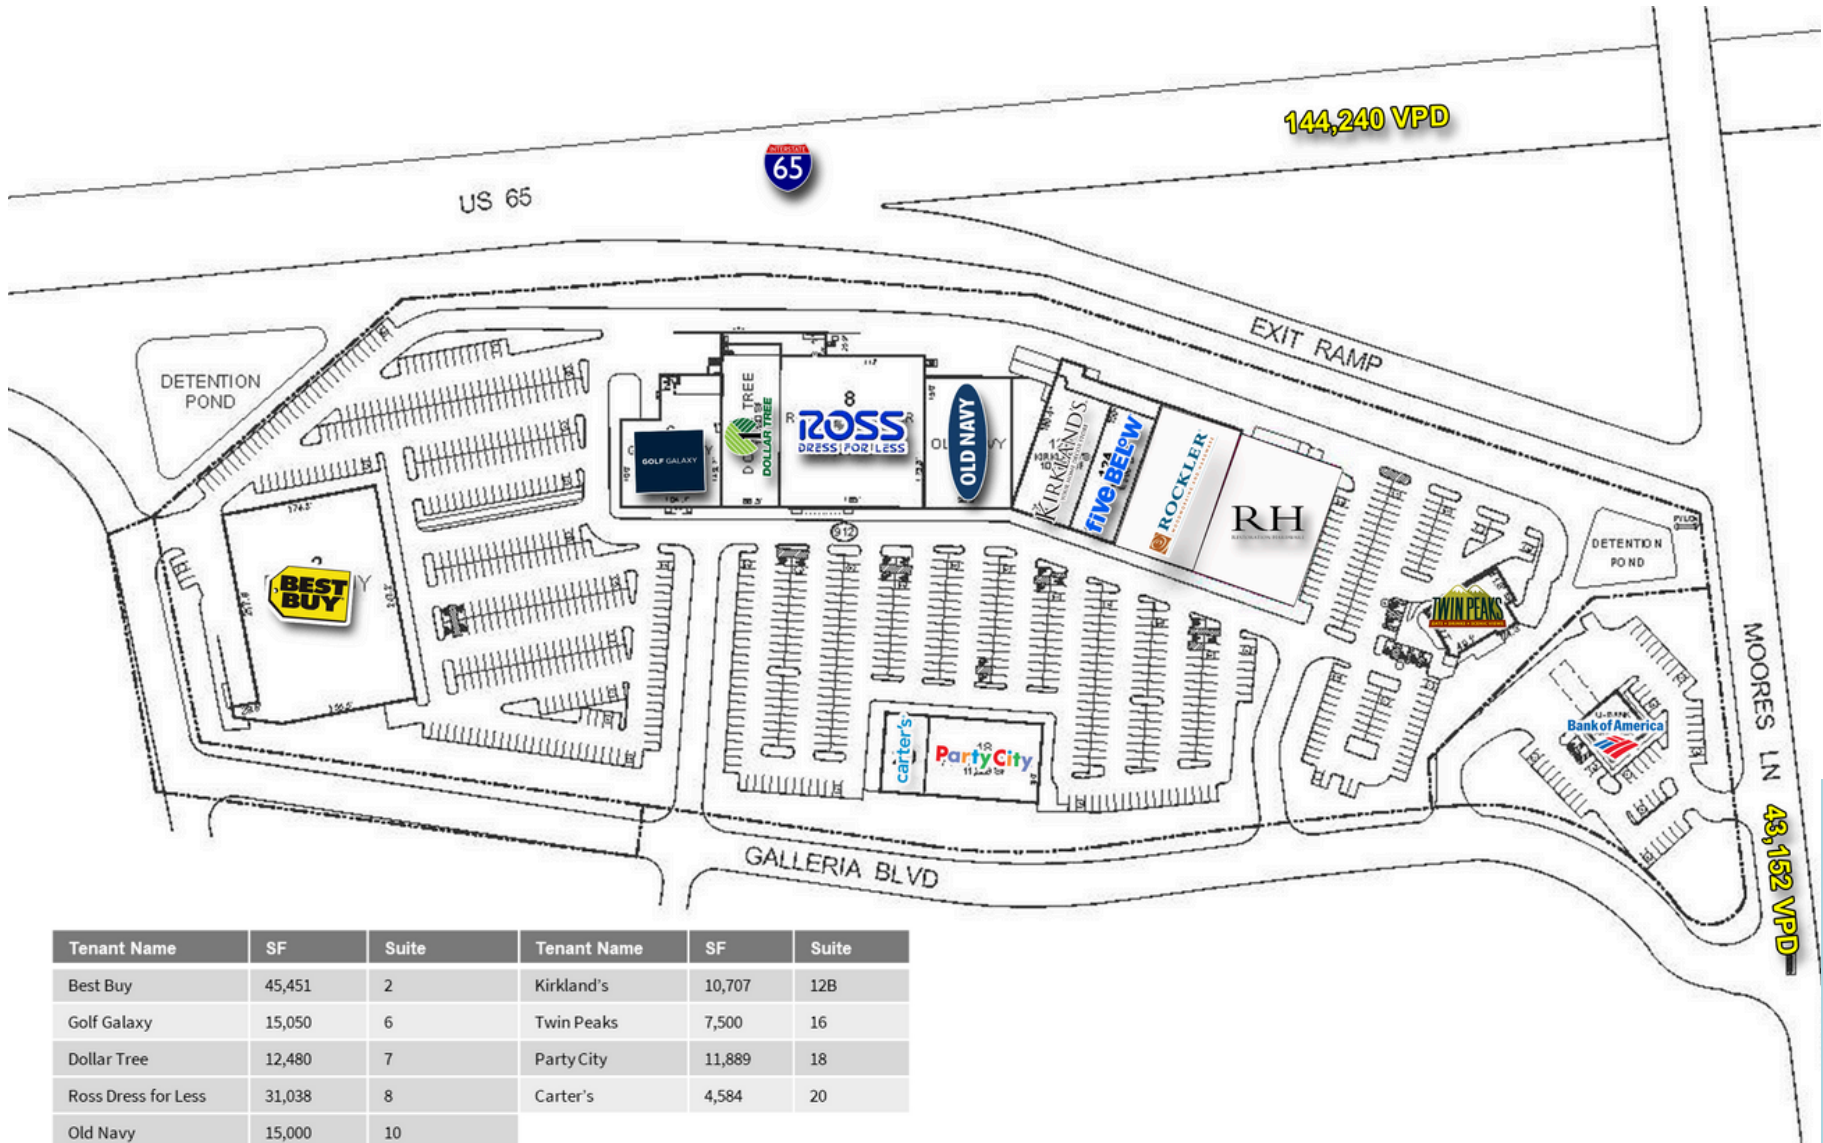 144,240 VPD
INTERSTATE
65
US 65
EXIT RAMP
DETENTION
POND
TREE
DOLLAR TREE
8
ROSS
DRESS FOR LESS
GOLF GALAXY
OLD NAVY
KIRKLAND'S
five BELOW
ROCKLER
RH
912
DETENTION
POND
BEST
BUY
TWIN PEAKS
Bank of America
MOORES LN
43,152 VPD
carter's
18
Party City
GALLERIA BLVD
Tenant Name SF Suite Tenant Name SF Suite
Best Buy 45,451 2 Kirkland's 10,707 12B
Golf Galaxy 15,050 6 Twin Peaks 7,500 16
Dollar Tree 12,480 7 Party City 11,889 18
Ross Dress for Less 31,038 8 Carter's 4,584 20
Old Navy 15,000 10